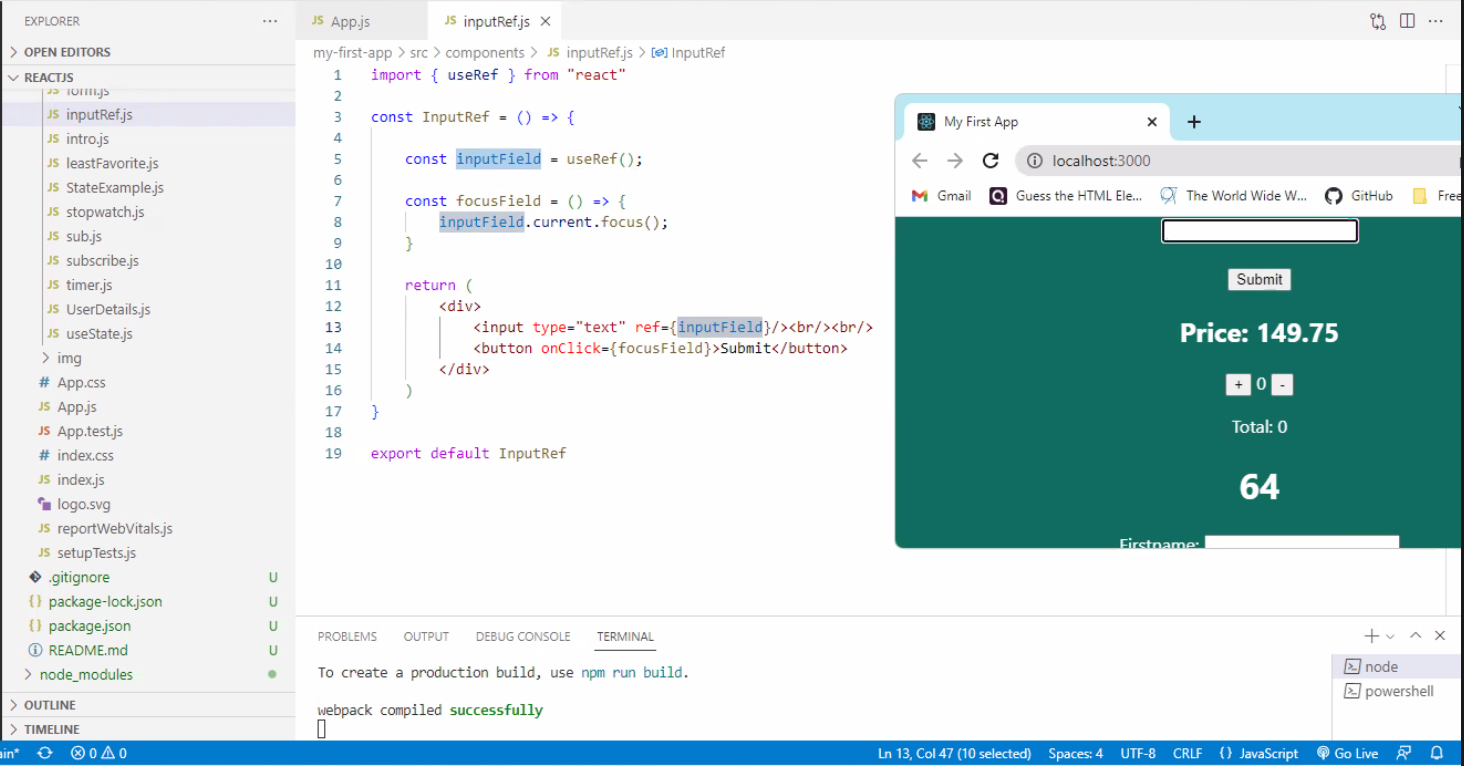 EXPLORER
···
OPEN EDITORS
REACTJS
JS form.js
JS inputRef.js
JS intro.js
JS leastFavorite.js
JS StateExample.js
JS stopwatch.js
JS sub.js
JS subscribe.js
JS timer.js
JS UserDetails.js
JS useState.js
img
# App.css
JS App.js
JS App.test.js
# index.css
JS index.js
logo.svg
JS reportWebVitals.js
JS setupTests.js
.gitignore U
{} package-lock.json U
{} package.json U
README.md U
node_modules
OUTLINE
TIMELINE
JS App.js
JS inputRef.js
my-first-app > src > components > JS inputRef.js > InputRef
1 import { useRef } from "react"
2
3 const InputRef = () => {
4
5 const inputField = useRef();
6
7 const focusField = () => {
8 inputField.current.focus();
9 }
10
11 return (
12 <div>
13 <input type="text" ref={inputField}/><br/><br/>
14 <button onClick={focusField}>Submit</button>
15 </div>
16 )
17 }
18
19 export default InputRef
My First App
localhost:3000
Gmail
Guess the HTML Ele...
The World Wide W...
GitHub
Free
Submit
Price: 149.75
+ 0 -
Total: 0
64
Firstname:
PROBLEMS OUTPUT DEBUG CONSOLE TERMINAL
To create a production build, use npm run build.
webpack compiled successfully
node
powershell
ain* 0 0 Ln 13, Col 47 (10 selected) Spaces: 4 UTF-8 CRLF {} JavaScript Go Live